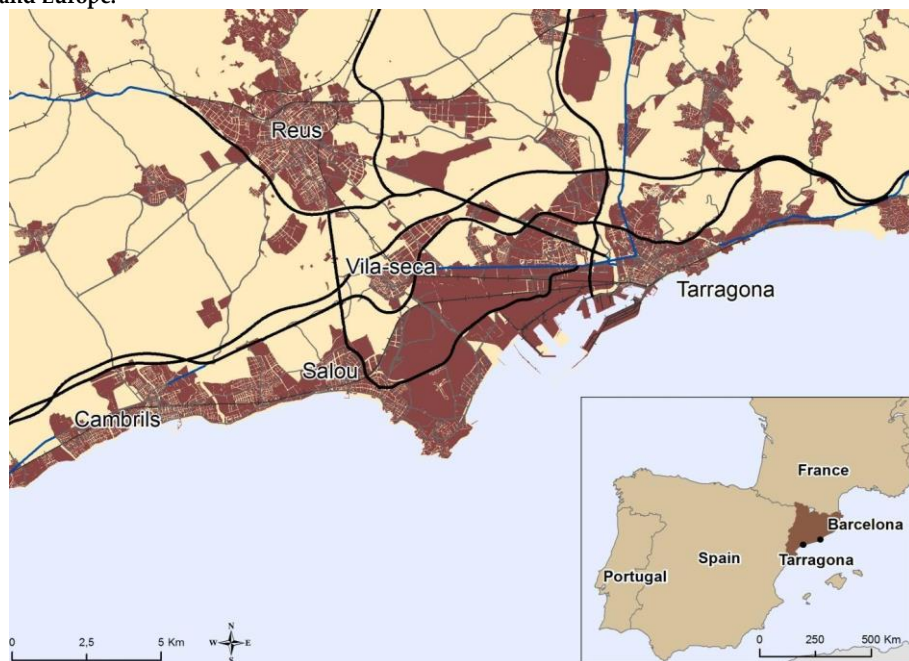 and Europe.
Reus
Vila-seca
Tarragona
Salou
Cambrils
France
Barcelona
Spain
Tarragona
Portugal
0 2,5 5 Km
N
W E
S
0 250 500 Km